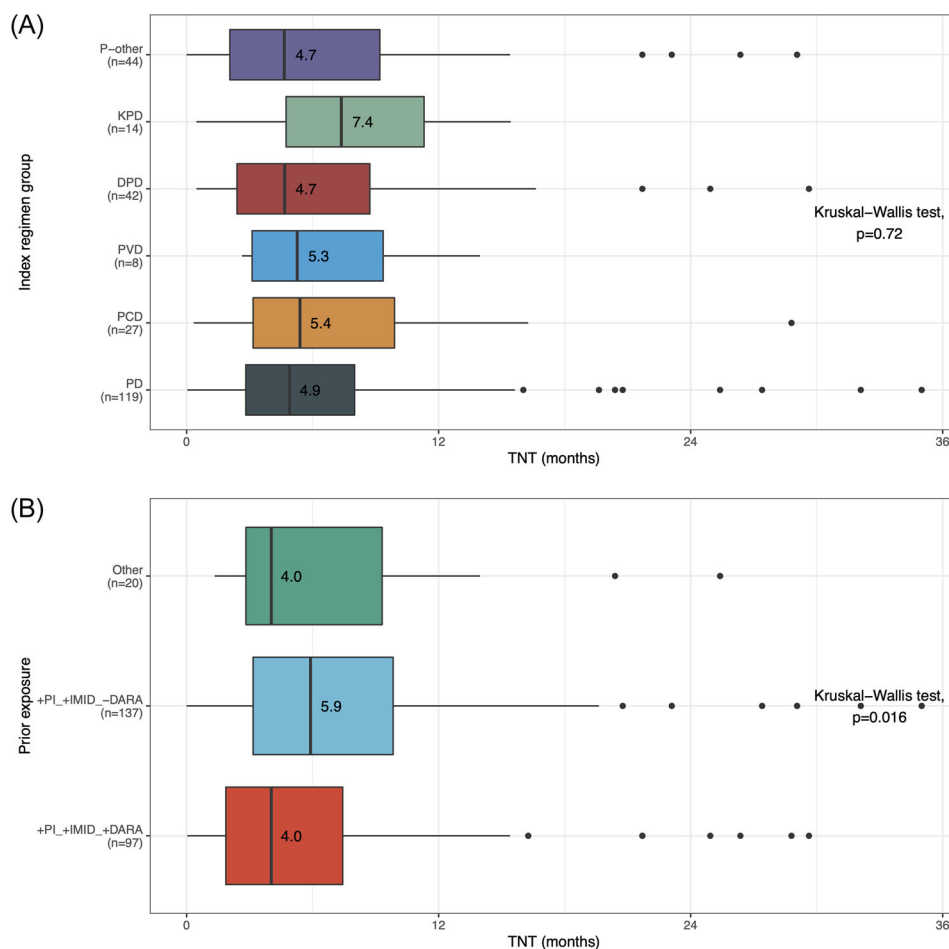 (A)
P−other
(n=44)
4.7
KPD
(n=14)
7.4
DPD
(n=42)
4.7
Kruskal−Wallis test,
p=0.72
PVD
(n=8)
5.3
PCD
(n=27)
5.4
PD
(n=119)
4.9
Index regimen group
0
12
24
36
TNT (months)
(B)
Other
(n=20)
4.0
+PI_+IMID_−DARA
(n=137)
5.9
Kruskal−Wallis test,
p=0.016
+PI_+IMID_+DARA
(n=97)
4.0
Prior exposure
0
12
24
36
TNT (months)